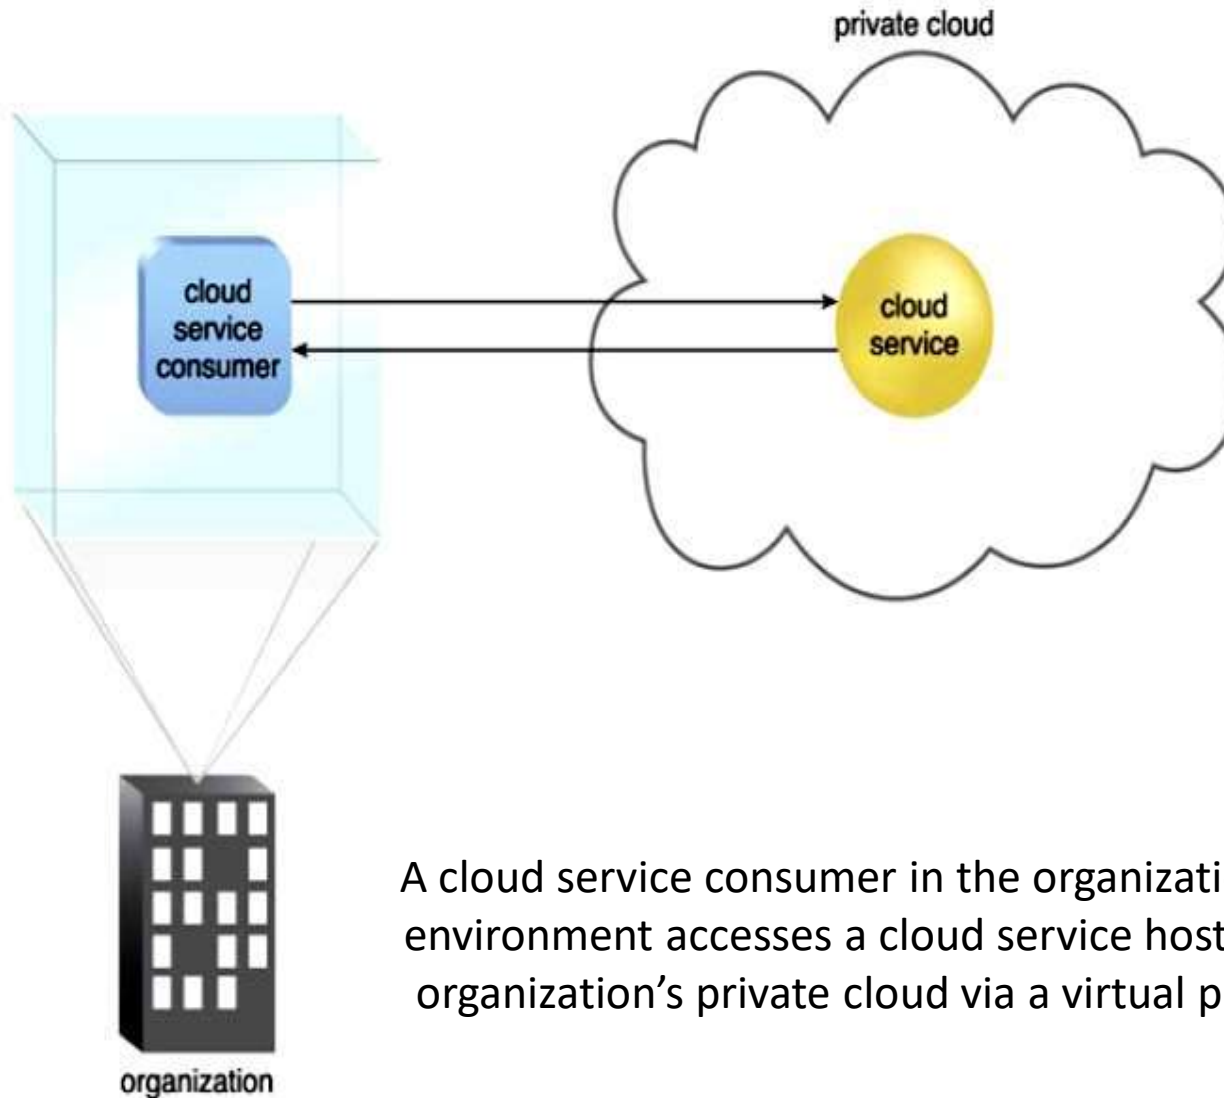 private cloud
cloud
service
consumer
cloud
service
A cloud service consumer in the organizati
environment accesses a cloud service host
organization’s private cloud via a virtual p
organization